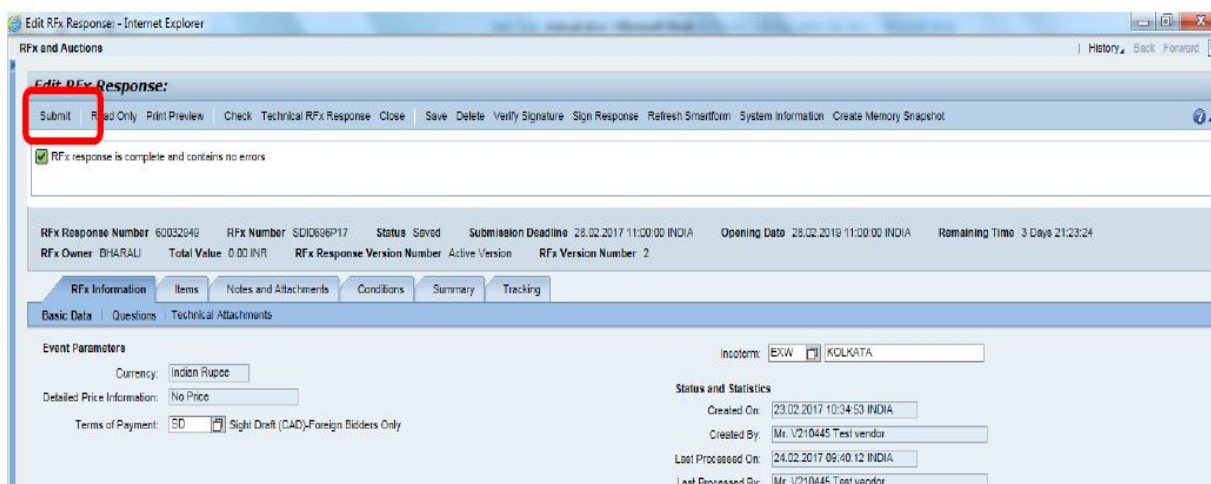 Edit RFx Response: - Internet Explorer
RFx and Auctions
History Back Forward
Edit RFx Response:
Submit Read Only Print Preview Check Technical RFx Response Close Save Delete Verify Signature Sign Response Refresh Smartform System Information Create Memory Snapshot
RFx response is complete and contains no errors
RFx Response Number 60032949 RFx Number SDI0696P17 Status Saved Submission Deadline 28.02.2017 11:00:00 INDIA Opening Date 28.02.2019 11:00:00 INDIA Remaining Time 3 Days 21:23:24
RFx Owner BHARALI Total Value 0.00 INR RFx Response Version Number Active Version RFx Version Number 2
RFx Information Items Notes and Attachments Conditions Summary Tracking
Basic Data Questions Technical Attachments
Event Parameters
Incoterm: EXW KOLKATA
Currency: Indian Rupee
Status and Statistics
Detailed Price Information: No Price
Created On: 23.02.2017 10:34:53 INDIA
Terms of Payment: SD Sight Draft (CAD)-Foreign Bidders Only
Created By: Mr. V210445 Test vendor
Last Processed On: 24.02.2017 09:40:12 INDIA
Last Processed By: Mr. V210445 Test vendor